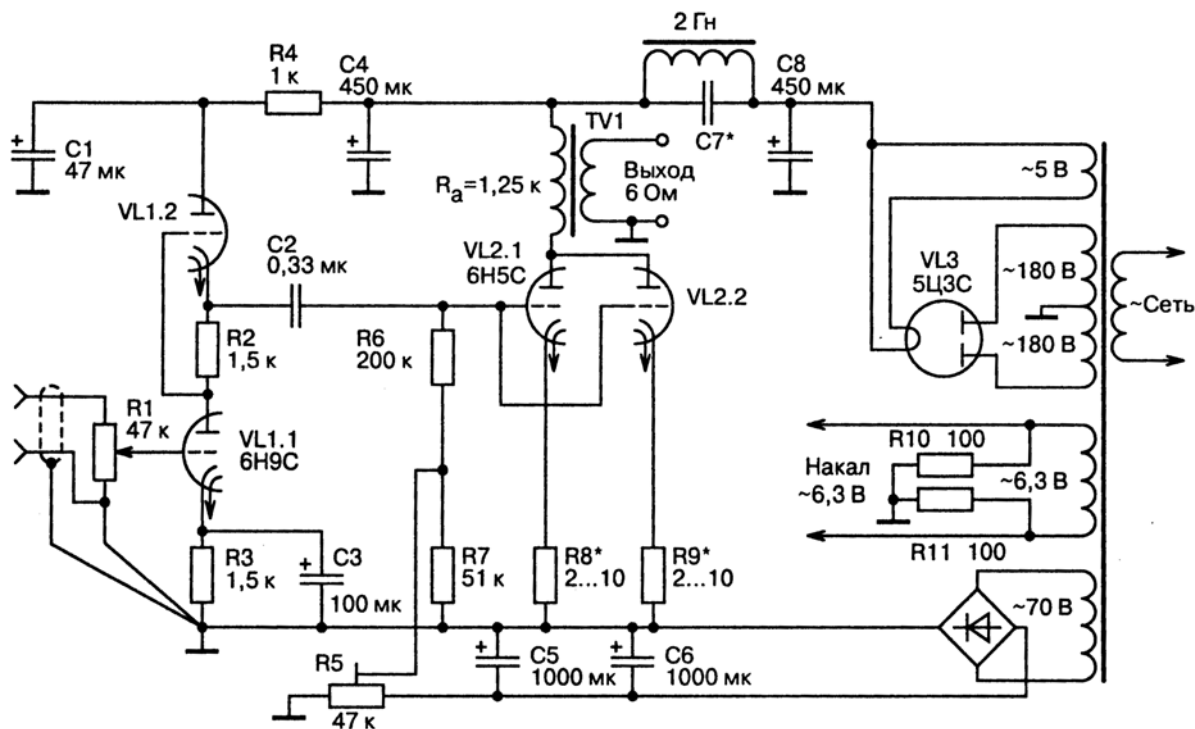 2 Гн
R4
1 к
C4
450 мк
C8
450 мк
C1
47 мк
TV1
C7*
Выход
6 Ом
Rа=1,25 к
~5 В
VL1.2
C2
0,33 мк
VL2.1
6Н5С
VL2.2
VL3
5Ц3С
~180 В
~180 В
~Сеть
R2
1,5 к
R6
200 к
R1
47 к
VL1.1
6Н9С
R10 100
Накал
~6,3 В
~6,3 В
R11 100
R3
1,5 к
C3
100 мк
R7
51 к
R8*
2...10
R9*
2...10
~70 В
C5
1000 мк
C6
1000 мк
R5
47 к